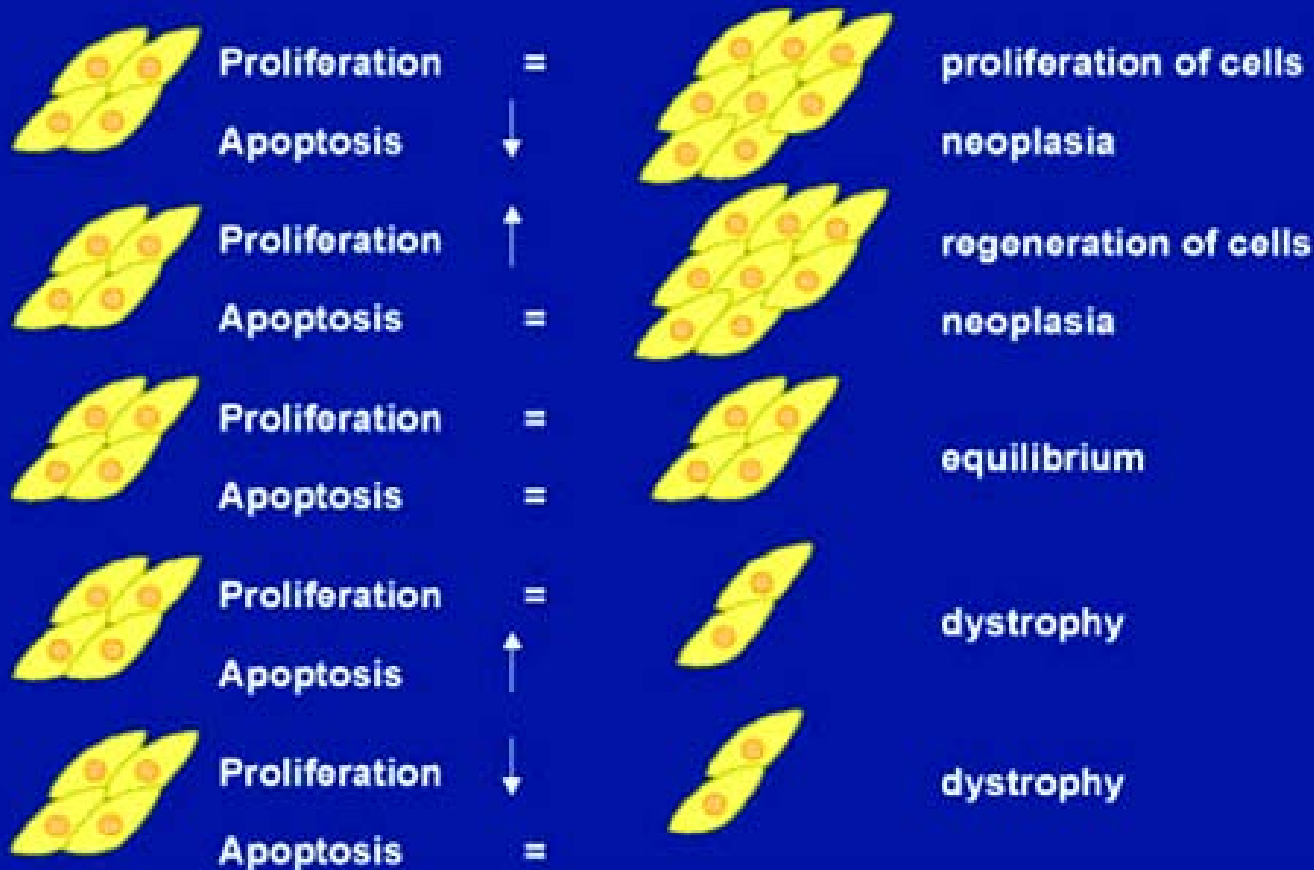 Proliferation = proliferation of cells
Apoptosis ↓ neoplasia
Proliferation ↑ regeneration of cells
Apoptosis = neoplasia
Proliferation =
Apoptosis =
equilibrium
Proliferation =
Apoptosis ↑
dystrophy
Proliferation ↓
Apoptosis =
dystrophy